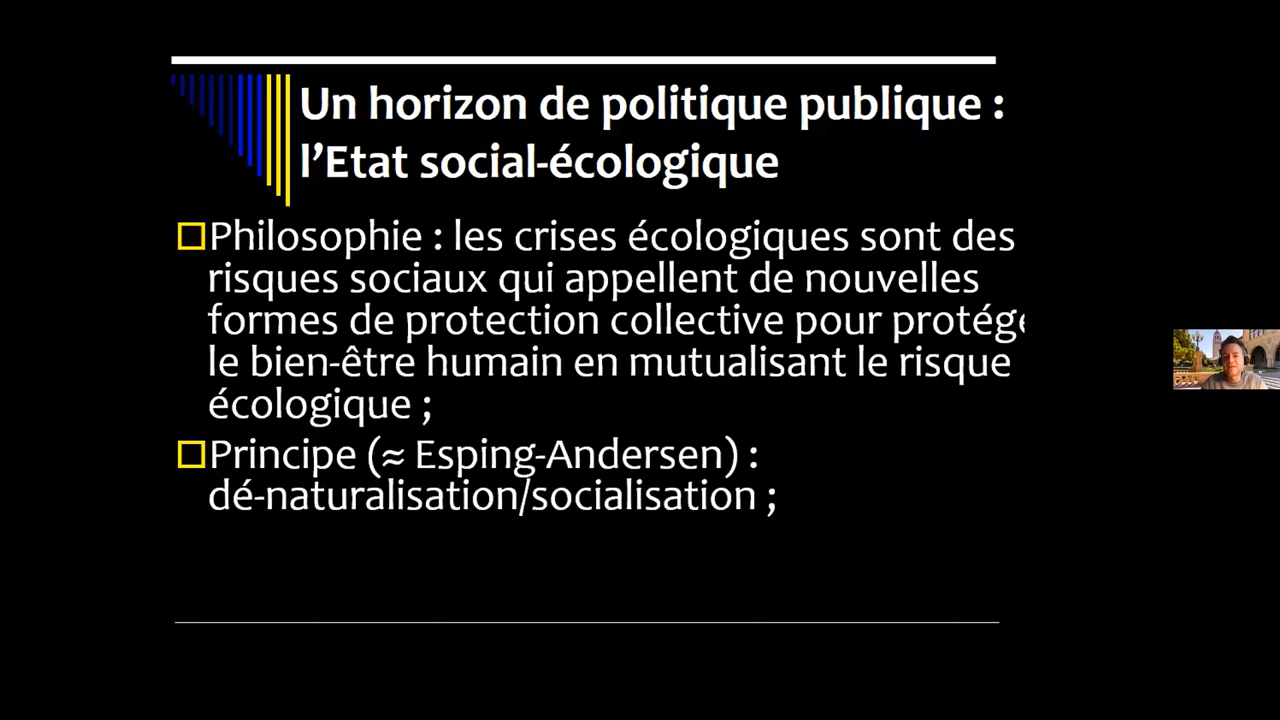 Un horizon de politique publique :
l’Etat social-écologique
Philosophie : les crises écologiques sont des
risques sociaux qui appellent de nouvelles
formes de protection collective pour protége
le bien-être humain en mutualisant le risque
écologique ;
Principe (≈ Esping-Andersen) :
dé-naturalisation/socialisation ;